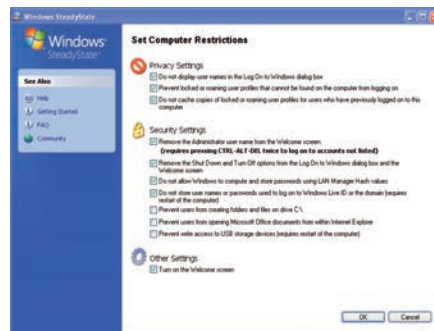 Windows SteadyState
Windows
SteadyState
See Also
Help
Getting Started
FAQ
Community
Set Computer Restrictions
Privacy Settings
Do not display user names in the Log On to Windows dialog box
Prevent locked or roaming user profiles that cannot be found on the computer from logging on
Do not cache copies of locked or roaming user profiles for users who have previously logged on to this
computer
Security Settings
Remove the Administrator user name from the Welcome screen
(requires pressing CTRL-ALT-DEL twice to log on to accounts not listed)
Remove the Shut Down and Turn Off options from the Log On to Windows dialog box and the
Welcome screen
Do not allow Windows to compute and store passwords using LAN Manager Hash values
Do not store user names or passwords used to log on to Windows Live ID or the domain (requires
restart of the computer)
Prevent users from creating folders and files on drive C:\
Prevent users from opening Microsoft Office documents from within Internet Explorer
Prevent write access to USB storage devices (requires restart of the computer)
Other Settings
Turn on the Welcome screen
OK
Cancel